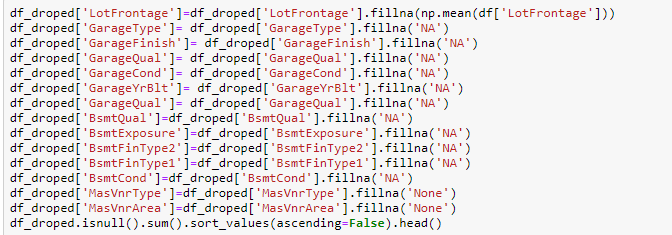 df_droped['LotFrontage']=df_droped['LotFrontage'].fillna(np.mean(df['LotFrontage']))
df_droped['GarageType']= df_droped['GarageType'].fillna('NA')
df_droped['GarageFinish']= df_droped['GarageFinish'].fillna('NA')
df_droped['GarageQual']= df_droped['GarageQual'].fillna('NA')
df_droped['GarageCond']= df_droped['GarageCond'].fillna('NA')
df_droped['GarageYrBlt']= df_droped['GarageYrBlt'].fillna('NA')
df_droped['GarageQual']= df_droped['GarageQual'].fillna('NA')
df_droped['BsmtQual']=df_droped['BsmtQual'].fillna('NA')
df_droped['BsmtExposure']=df_droped['BsmtExposure'].fillna('NA')
df_droped['BsmtFinType2']=df_droped['BsmtFinType2'].fillna('NA')
df_droped['BsmtFinType1']=df_droped['BsmtFinType1'].fillna('NA')
df_droped['BsmtCond']=df_droped['BsmtCond'].fillna('NA')
df_droped['MasVnrType']=df_droped['MasVnrType'].fillna('None')
df_droped['MasVnrArea']=df_droped['MasVnrArea'].fillna('None')
df_droped.isnull().sum().sort_values(ascending=False).head()